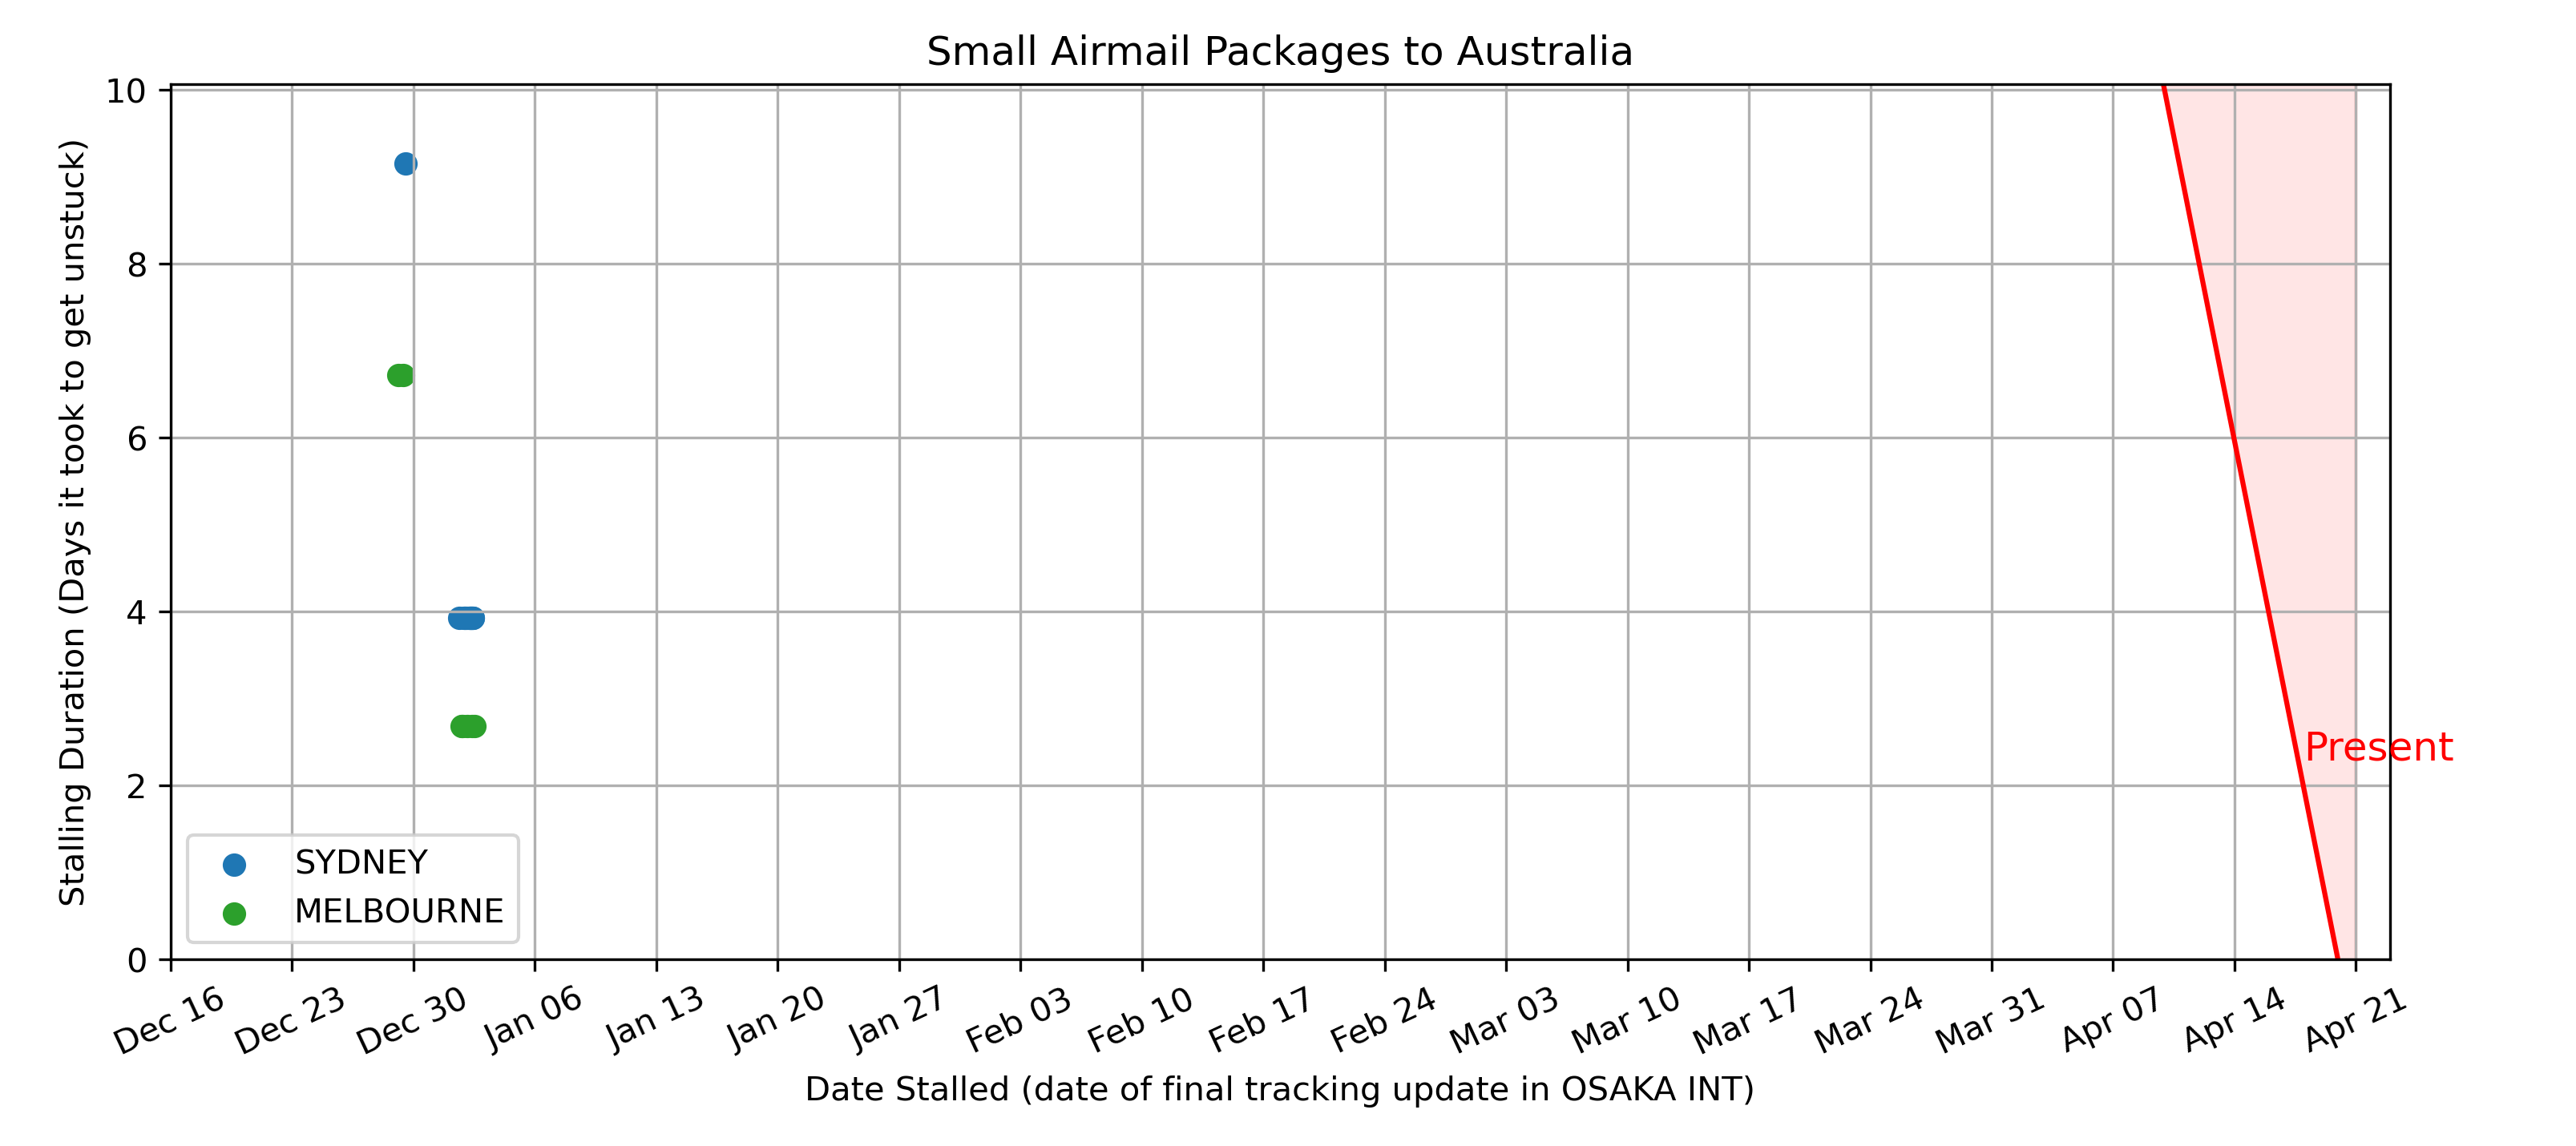 Small Airmail Packages to Australia
Stalling Duration (Days it took to get unstuck)
10
8
6
4
2
0
Present
SYDNEY
MELBOURNE
Dec 16
Dec 23
Dec 30
Jan 06
Jan 13
Jan 20
Jan 27
Feb 03
Feb 10
Feb 17
Feb 24
Mar 03
Mar 10
Mar 17
Mar 24
Mar 31
Apr 07
Apr 14
Apr 21
Date Stalled (date of final tracking update in OSAKA INT)